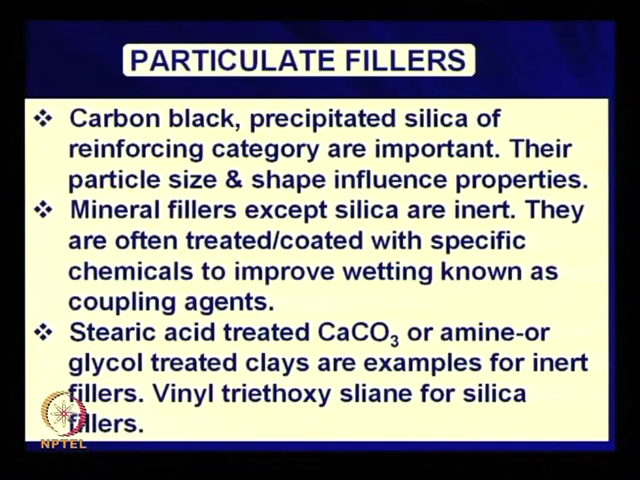 PARTICULATE FILLERS
❖ Carbon black, precipitated silica of
reinforcing category are important. Their
particle size & shape influence properties.
❖ Mineral fillers except silica are inert. They
are often treated/coated with specific
chemicals to improve wetting known as
coupling agents.
❖ Stearic acid treated CaCO₃ or amine-or
glycol treated clays are examples for inert
fillers. Vinyl triethoxy sliane for silica
fillers.
NPTEL